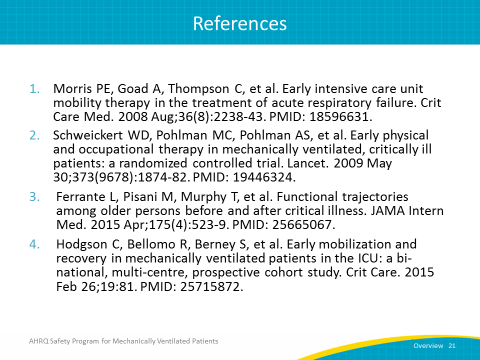 References
1. Morris PE, Goad A, Thompson C, et al. Early intensive care unit
mobility therapy in the treatment of acute respiratory failure. Crit
Care Med. 2008 Aug;36(8):2238-43. PMID: 18596631.
2. Schweickert WD, Pohlman MC, Pohlman AS, et al. Early physical
and occupational therapy in mechanically ventilated, critically ill
patients: a randomized controlled trial. Lancet. 2009 May
30;373(9678):1874-82. PMID: 19446324.
3. Ferrante L, Pisani M, Murphy T, et al. Functional trajectories
among older persons before and after critical illness. JAMA Intern
Med. 2015 Apr;175(4):523-9. PMID: 25665067.
4. Hodgson C, Bellomo R, Berney S, et al. Early mobilization and
recovery in mechanically ventilated patients in the ICU: a bi-
national, multi-centre, prospective cohort study. Crit Care. 2015
Feb 26;19:81. PMID: 25715872.
AHRQ Safety Program for Mechanically Ventilated Patients
Overview 21